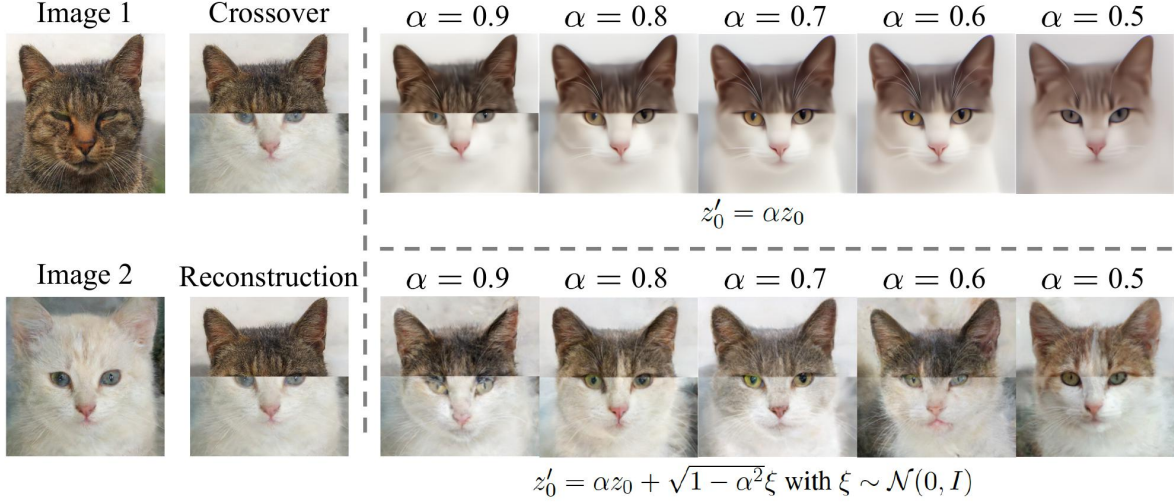 Image 1
Crossover
α = 0.9
α = 0.8
α = 0.7
α = 0.6
α = 0.5
z′₀ = αz₀
Image 2
Reconstruction
α = 0.9
α = 0.8
α = 0.7
α = 0.6
α = 0.5
z′₀ = αz₀ + √(1 − α²)ξ with ξ ∼ 𝒩(0, I)